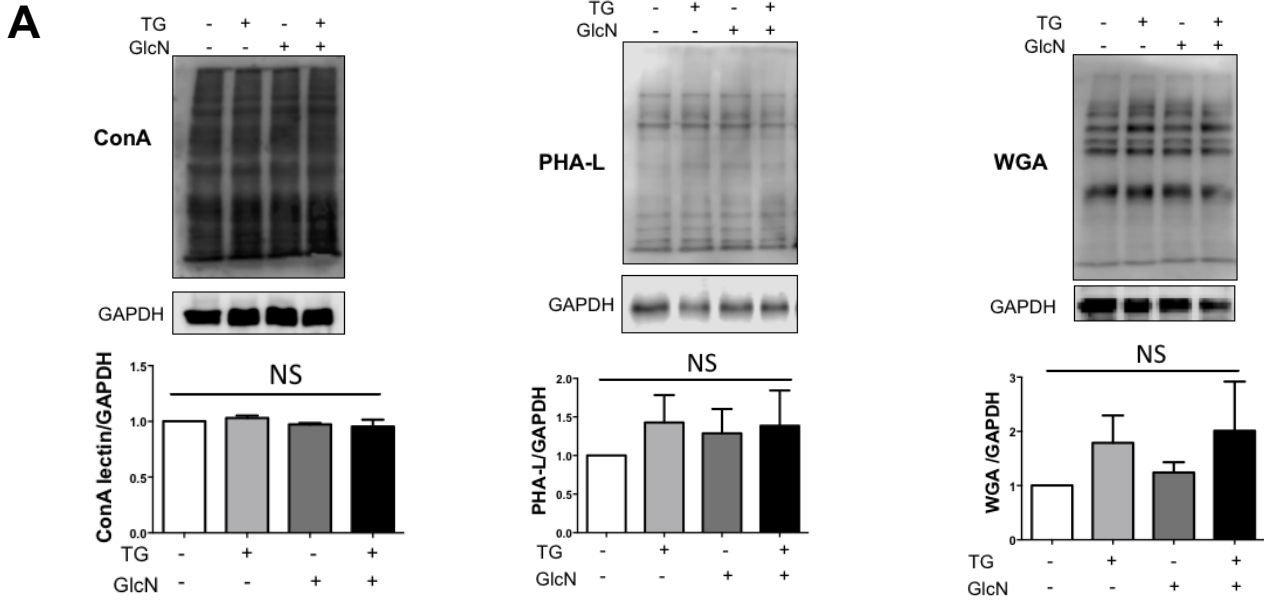 A
TG - + - +
GlcN - - + +
ConA
GAPDH
NS
ConA lectin/GAPDH
1.5
1.0
0.5
0.0
TG - + - +
GlcN - - + +
TG - + - +
GlcN - - + +
PHA-L
GAPDH
NS
PHA-L/GAPDH
2.0
1.5
1.0
0.5
0.0
TG - + - +
GlcN - - + +
TG - + - +
GlcN - - + +
WGA
GAPDH
NS
WGA /GAPDH
3
2
1
0
TG - + - +
GlcN - - + +